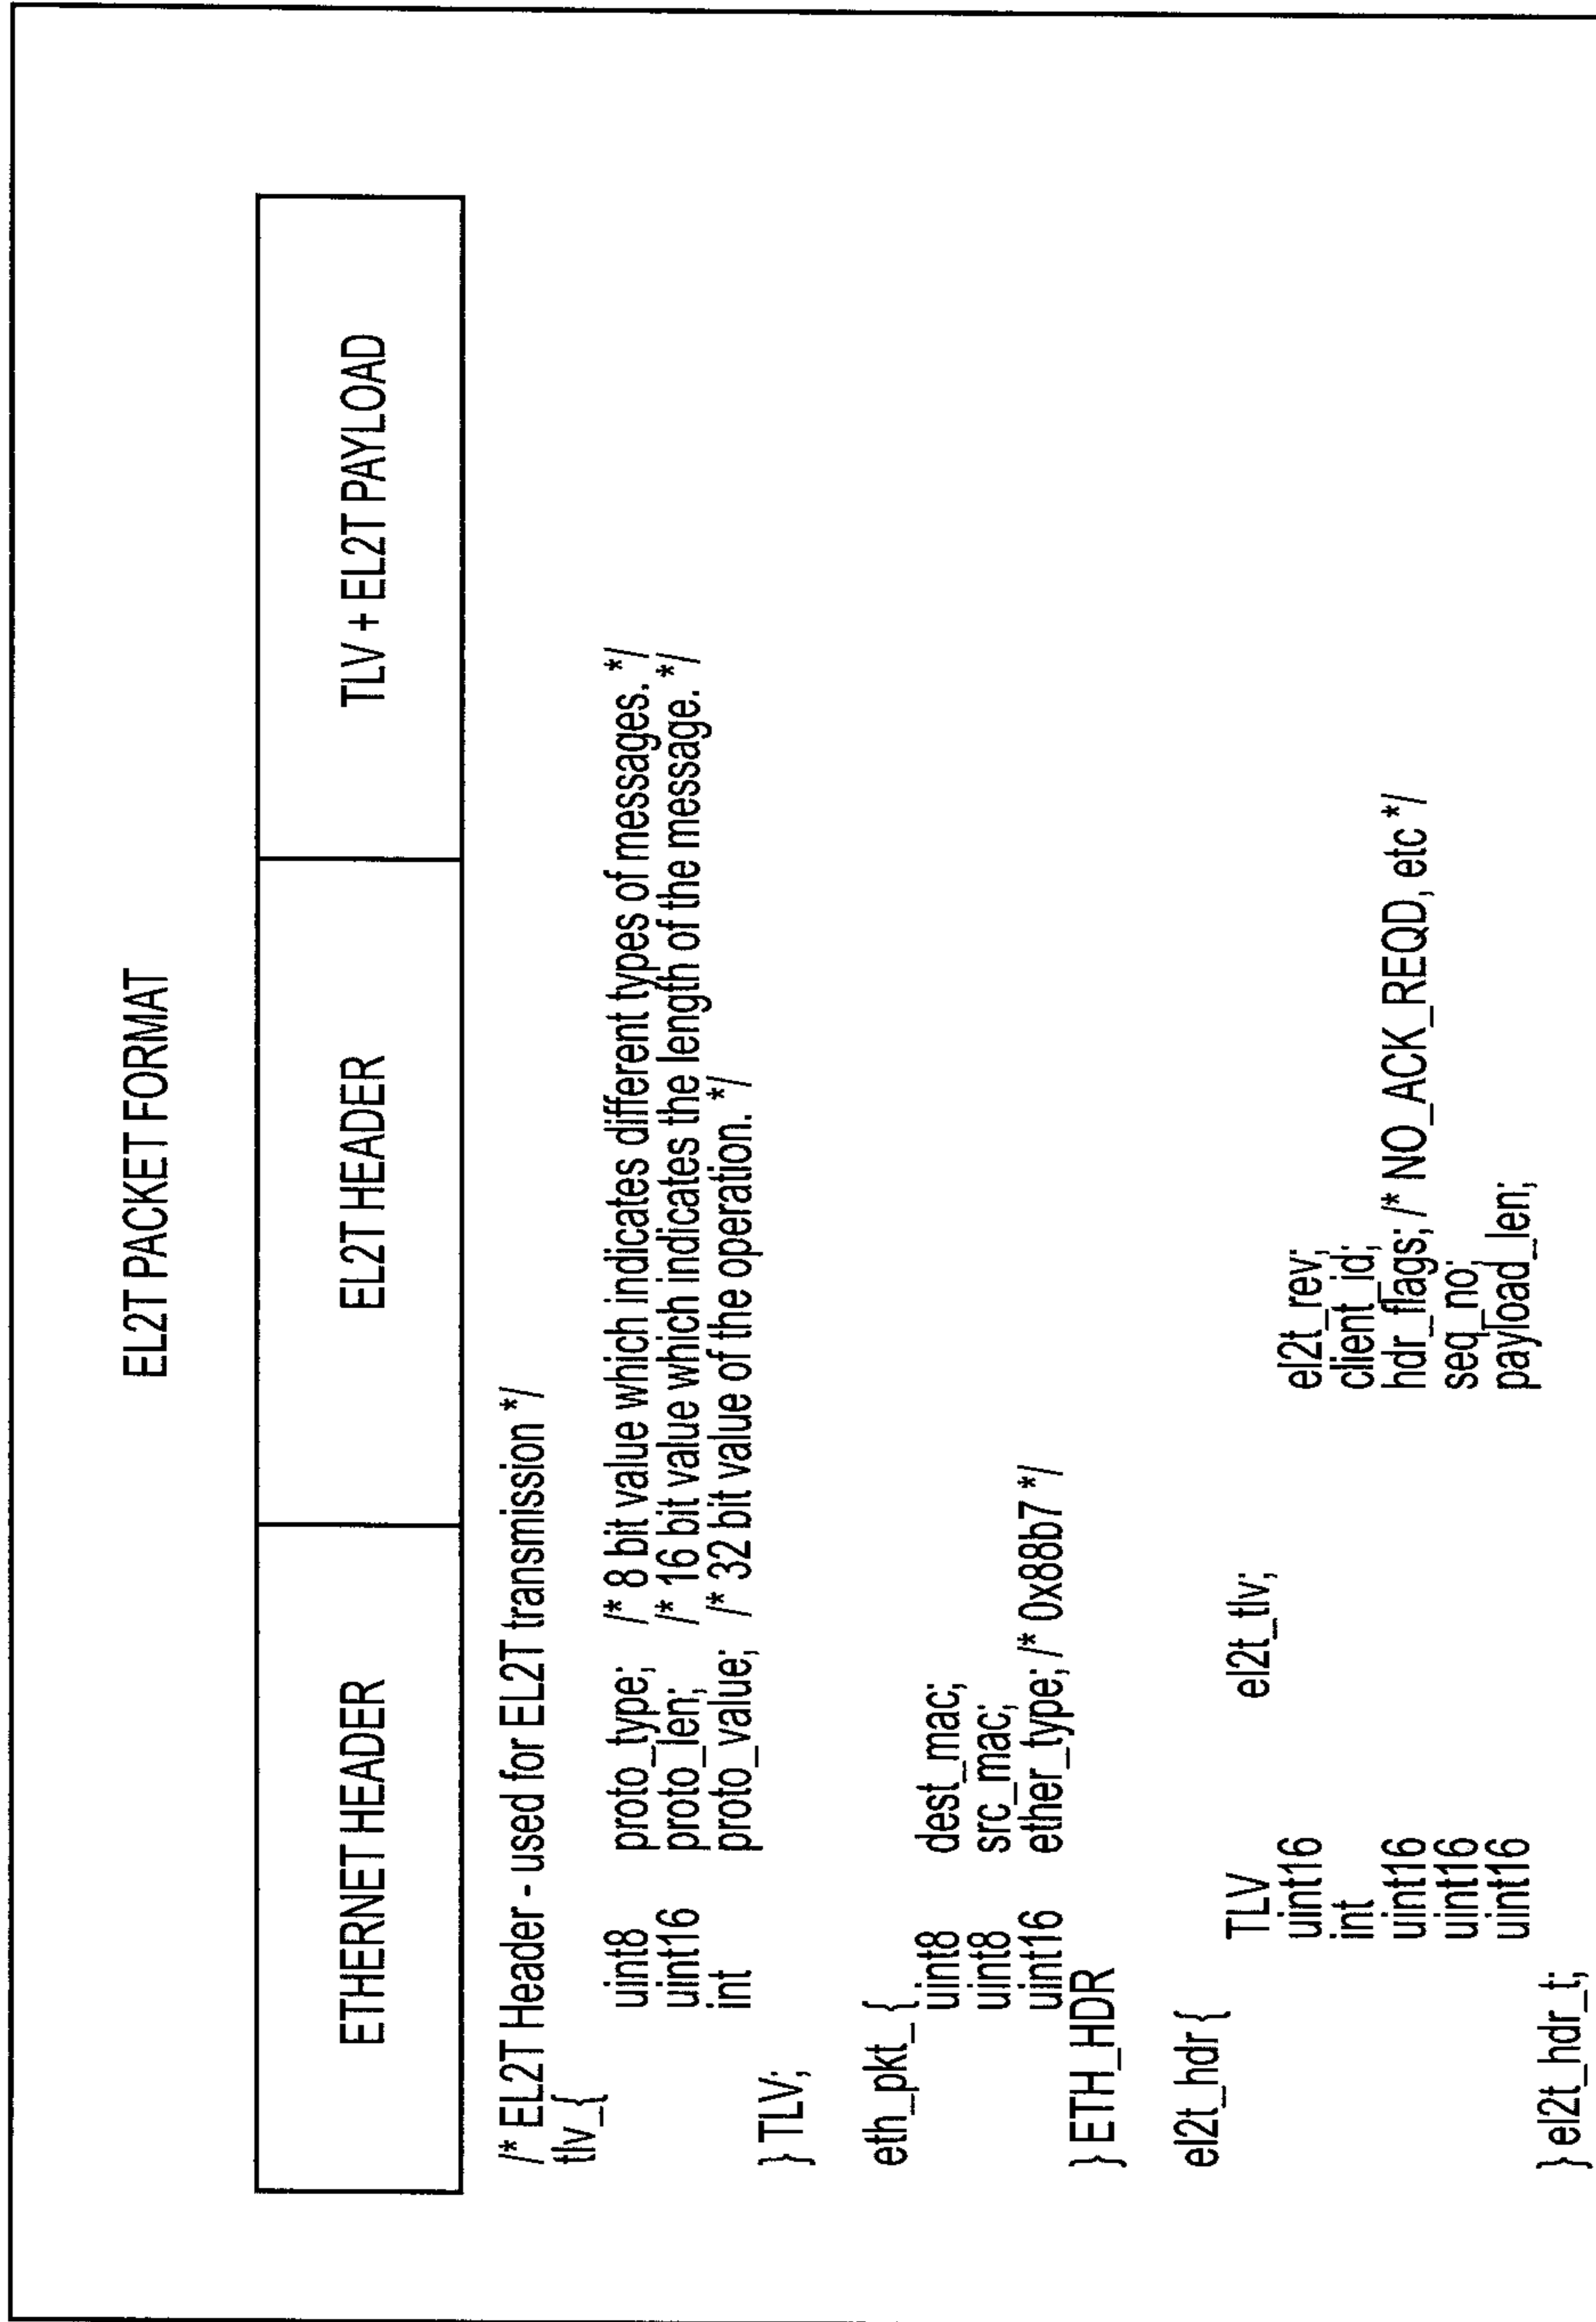 EL2T PACKET FORMAT
ETHERNET HEADER EL2T HEADER TLV + EL2T PAYLOAD
/* EL2T Header - used for EL2T transmission */
tlv_{
uint8 proto_type; /* 8 bit value which indicates different types of messages. */
uint16 proto_len; /* 16 bit value which indicates the length of the message. */
int proto_value; /* 32 bit value of the operation. */
} TLV;
eth_pkt_{
uint8 dest_mac;
uint8 src_mac;
uint16 ether_type; /* 0x88b7 */
} ETH_HDR
el2t_hdr {
TLV el2t_tlv;
uint16 el2t_rev;
int client_id;
uint16 hdr_flags; /* NO_ACK_REQD, etc */
uint16 seq_no;
uint16 payload_len;
} el2t_hdr_t;